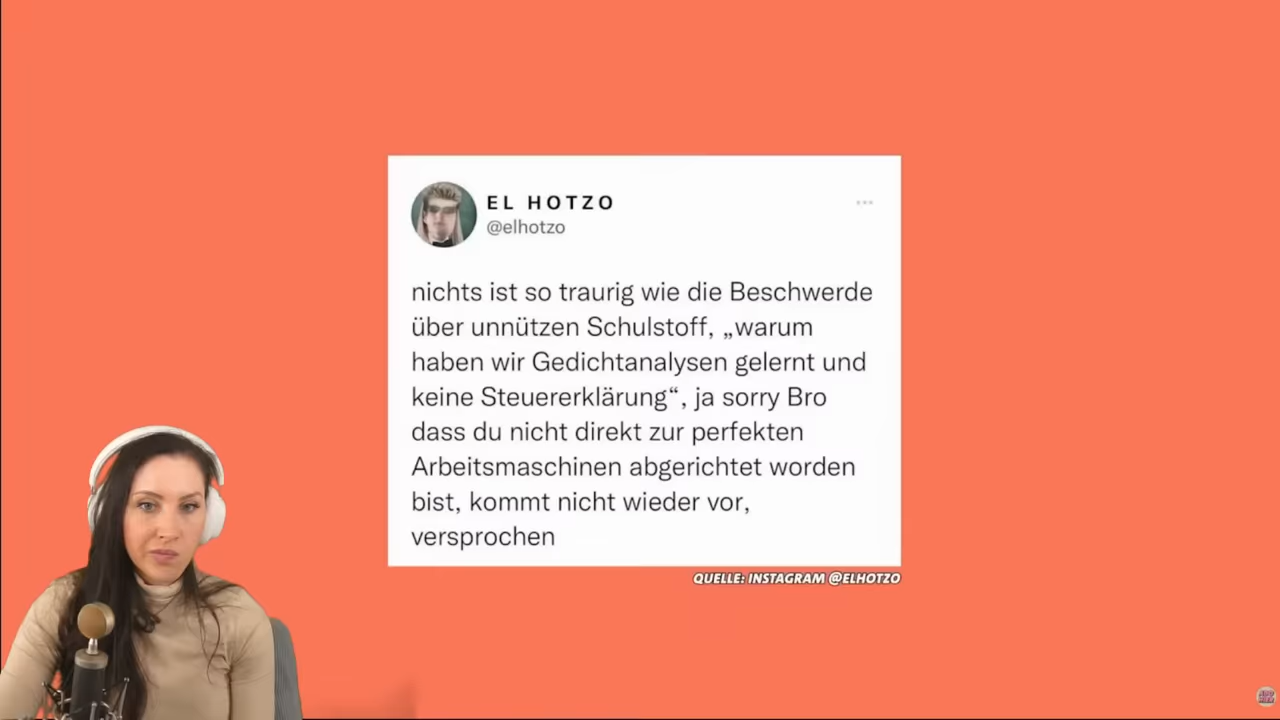 EL HOTZO
@elhotzo
nichts ist so traurig wie die Beschwerde
über unnützen Schulstoff, „warum
haben wir Gedichtanalysen gelernt und
keine Steuererklärung“, ja sorry Bro
dass du nicht direkt zur perfekten
Arbeitsmaschinen abgerichtet worden
bist, kommt nicht wieder vor,
versprochen
QUELLE: INSTAGRAM @ELHOTZO